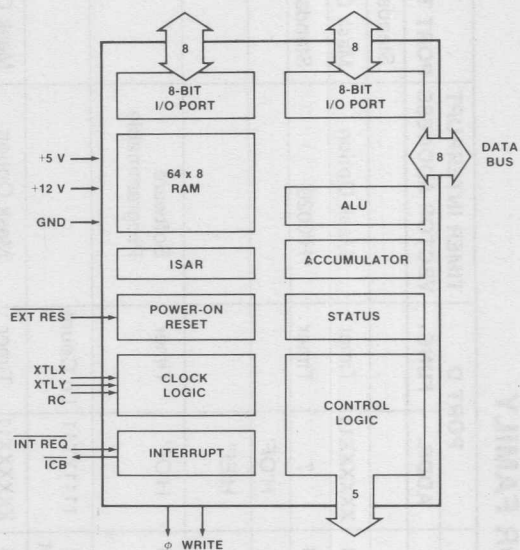 8
8
8-BIT
I/O PORT
8-BIT
I/O PORT
8
DATA
BUS
+5 V
+12 V
GND
64 x 8
RAM
ALU
ISAR
ACCUMULATOR
EXT RES
POWER-ON
RESET
STATUS
XTLX
XTLY
RC
CLOCK
LOGIC
CONTROL
LOGIC
INT REQ
ICB
INTERRUPT
5
Φ WRITE